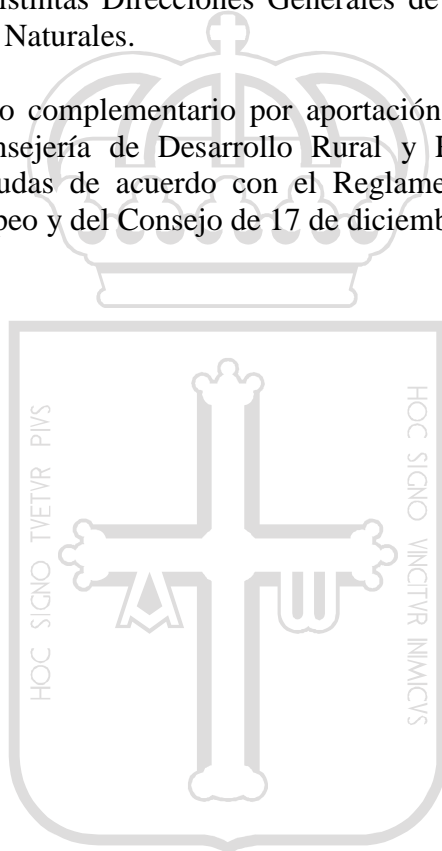 istintas Direcciones Generales de
Naturales.
o complementario por aportación
nsejería de Desarrollo Rural y
udas de acuerdo con el Reglame
peo y del Consejo de 17 de diciemb
HOC SIGNO TVETVR PIVS
HOC SIGNO VINCITVR INIMICVS